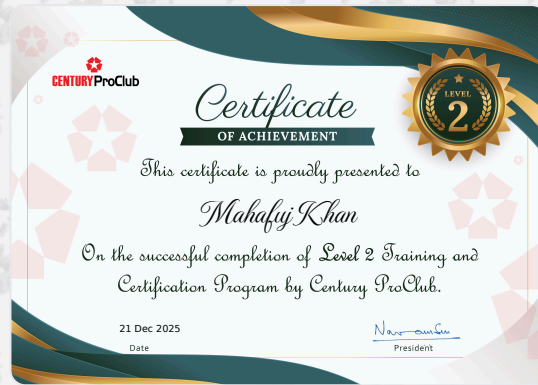 CENTURY ProClub
Certificate
OF ACHIEVEMENT
LEVEL
2
This certificate is proudly presented to
Mahafuj Khan
On the successful completion of Level 2 Training and
Certification Program by Century ProClub.
21 Dec 2025
Date
President